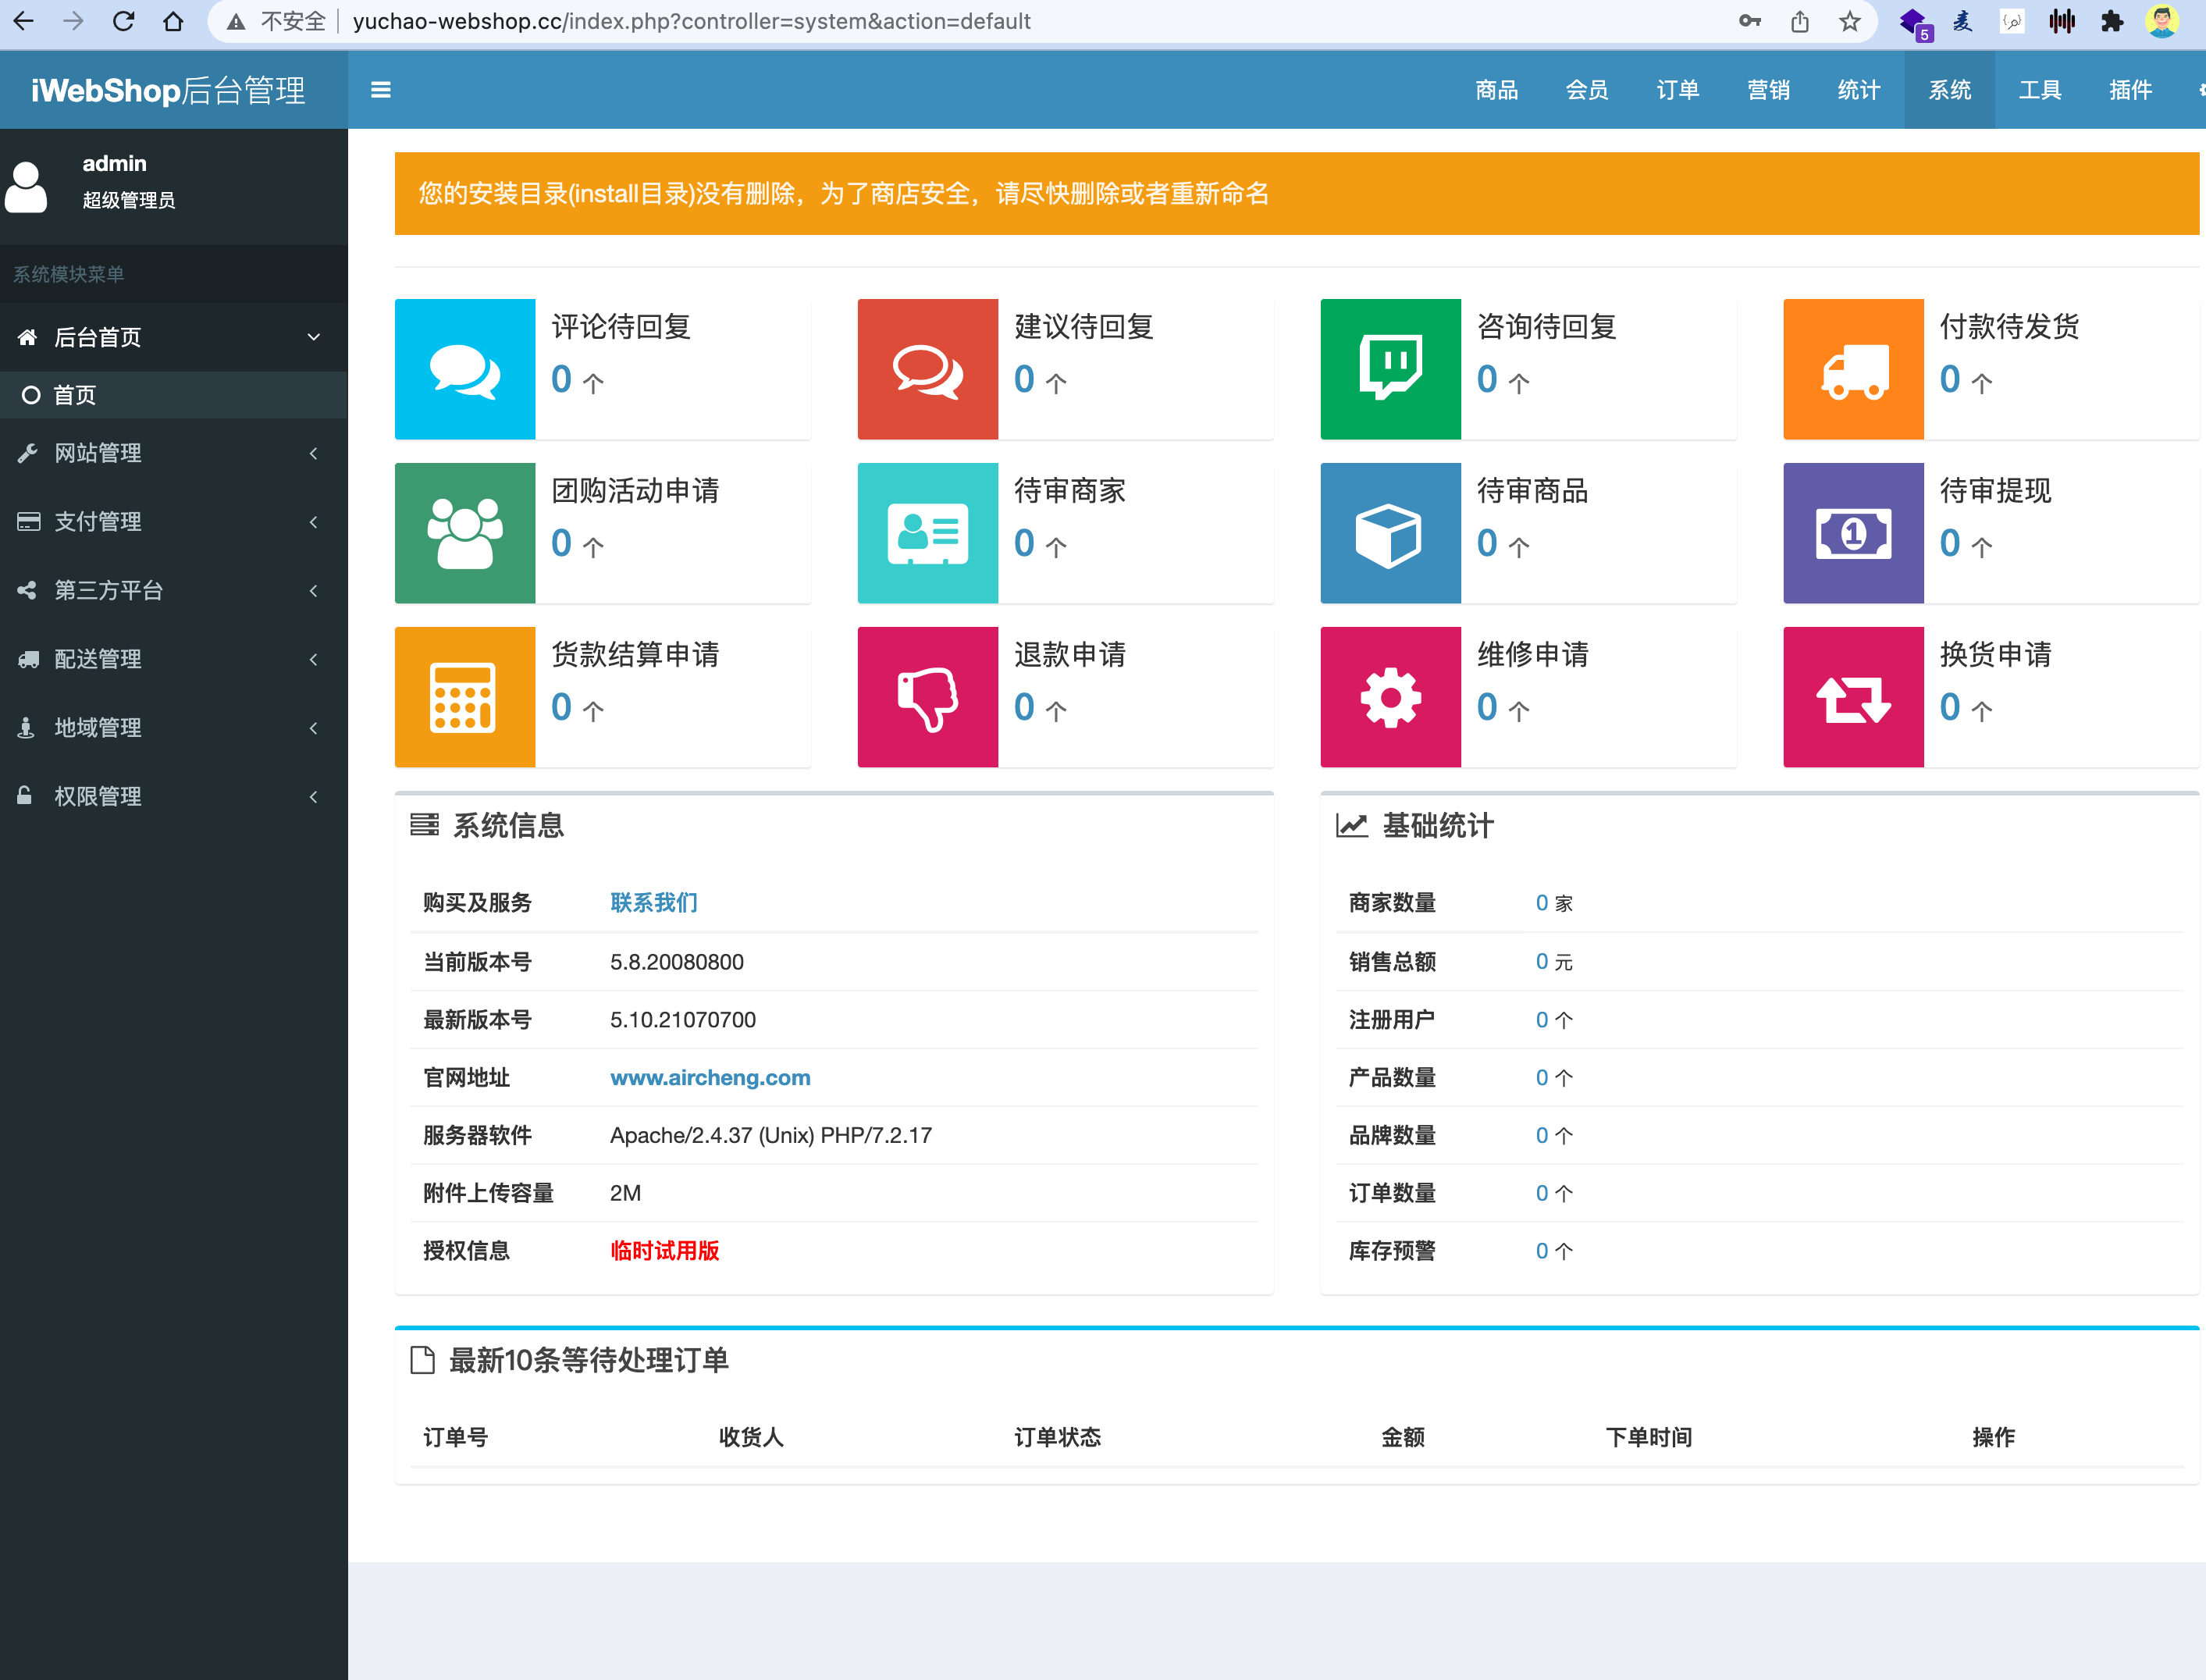 不安全 yuchao-webshop.cc/index.php?controller=system&action=default
5
麦
iWebShop后台管理
商品 会员 订单 营销 统计 系统 工具 插件
admin
超级管理员
系统模块菜单
后台首页
首页
网站管理
支付管理
第三方平台
配送管理
地域管理
权限管理
您的安装目录(install目录)没有删除，为了商店安全，请尽快删除或者重新命名
评论待回复
0 个
建议待回复
0 个
咨询待回复
0 个
付款待发货
0 个
团购活动申请
0 个
待审商家
0 个
待审商品
0 个
1
待审提现
0 个
货款结算申请
0 个
退款申请
0 个
维修申请
0 个
换货申请
0 个
系统信息
购买及服务 联系我们
当前版本号 5.8.20080800
最新版本号 5.10.21070700
官网地址 www.aircheng.com
服务器软件 Apache/2.4.37 (Unix) PHP/7.2.17
附件上传容量 2M
授权信息 临时试用版
基础统计
商家数量 0 家
销售总额 0 元
注册用户 0 个
产品数量 0 个
品牌数量 0 个
订单数量 0 个
库存预警 0 个
最新10条等待处理订单
订单号 收货人 订单状态 金额 下单时间 操作